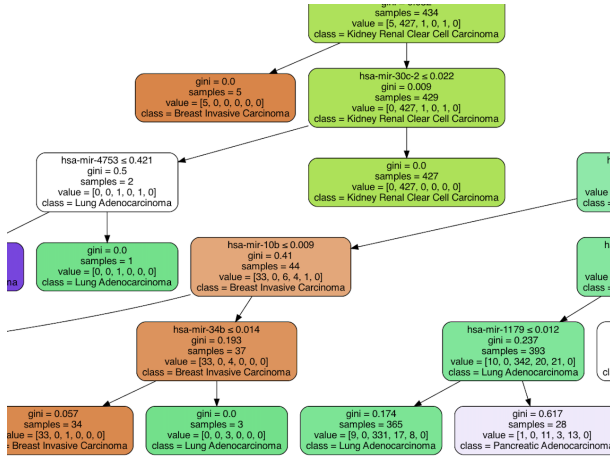 samples = 434
value = [5, 427, 1, 0, 1, 0]
class = Kidney Renal Clear Cell Carcinoma
gini = 0.0
samples = 5
value = [5, 0, 0, 0, 0, 0]
class = Breast Invasive Carcinoma
hsa-mir-30c-2 ≤ 0.022
gini = 0.009
samples = 429
value = [0, 427, 1, 0, 1, 0]
class = Kidney Renal Clear Cell Carcinoma
hsa-mir-4753 ≤ 0.421
gini = 0.5
samples = 2
value = [0, 0, 1, 0, 1, 0]
class = Lung Adenocarcinoma
gini = 0.0
samples = 427
value = [0, 427, 0, 0, 0, 0]
class = Kidney Renal Clear Cell Carcinoma
value
class =
gini = 0.0
samples = 1
value = [0, 0, 1, 0, 0, 0]
class = Lung Adenocarcinoma
hsa-mir-10b ≤ 0.009
gini = 0.41
samples = 44
value = [33, 0, 6, 4, 1, 0]
class = Breast Invasive Carcinoma
value
class =
hsa-mir-34b ≤ 0.014
gini = 0.193
samples = 37
value = [33, 0, 4, 0, 0, 0]
class = Breast Invasive Carcinoma
hsa-mir-1179 ≤ 0.012
gini = 0.237
samples = 393
value = [10, 0, 342, 20, 21, 0]
class = Lung Adenocarcinoma
gini = 0.057
samples = 34
value = [33, 0, 1, 0, 0, 0]
= Breast Invasive Carcinoma
gini = 0.0
samples = 3
value = [0, 0, 3, 0, 0, 0]
class = Lung Adenocarcinoma
gini = 0.174
samples = 365
value = [9, 0, 331, 17, 8, 0]
class = Lung Adenocarcinoma
gini = 0.617
samples = 28
value = [1, 0, 11, 3, 13, 0]
class = Pancreatic Adenocarcinoma